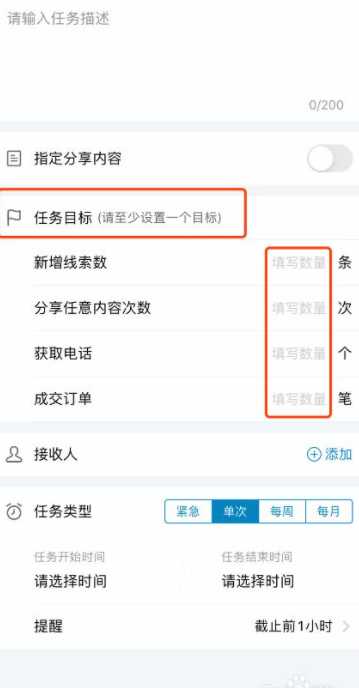 请输入任务描述
0/200
指定分享内容
任务目标 (请至少设置一个目标)
新增线索数 填写数量 条
分享任意内容次数 填写数量 次
获取电话 填写数量 个
成交订单 填写数量 笔
接收人 添加
任务类型 紧急 单次 每周 每月
任务开始时间 任务结束时间
请选择时间 请选择时间
提醒 截止前1小时